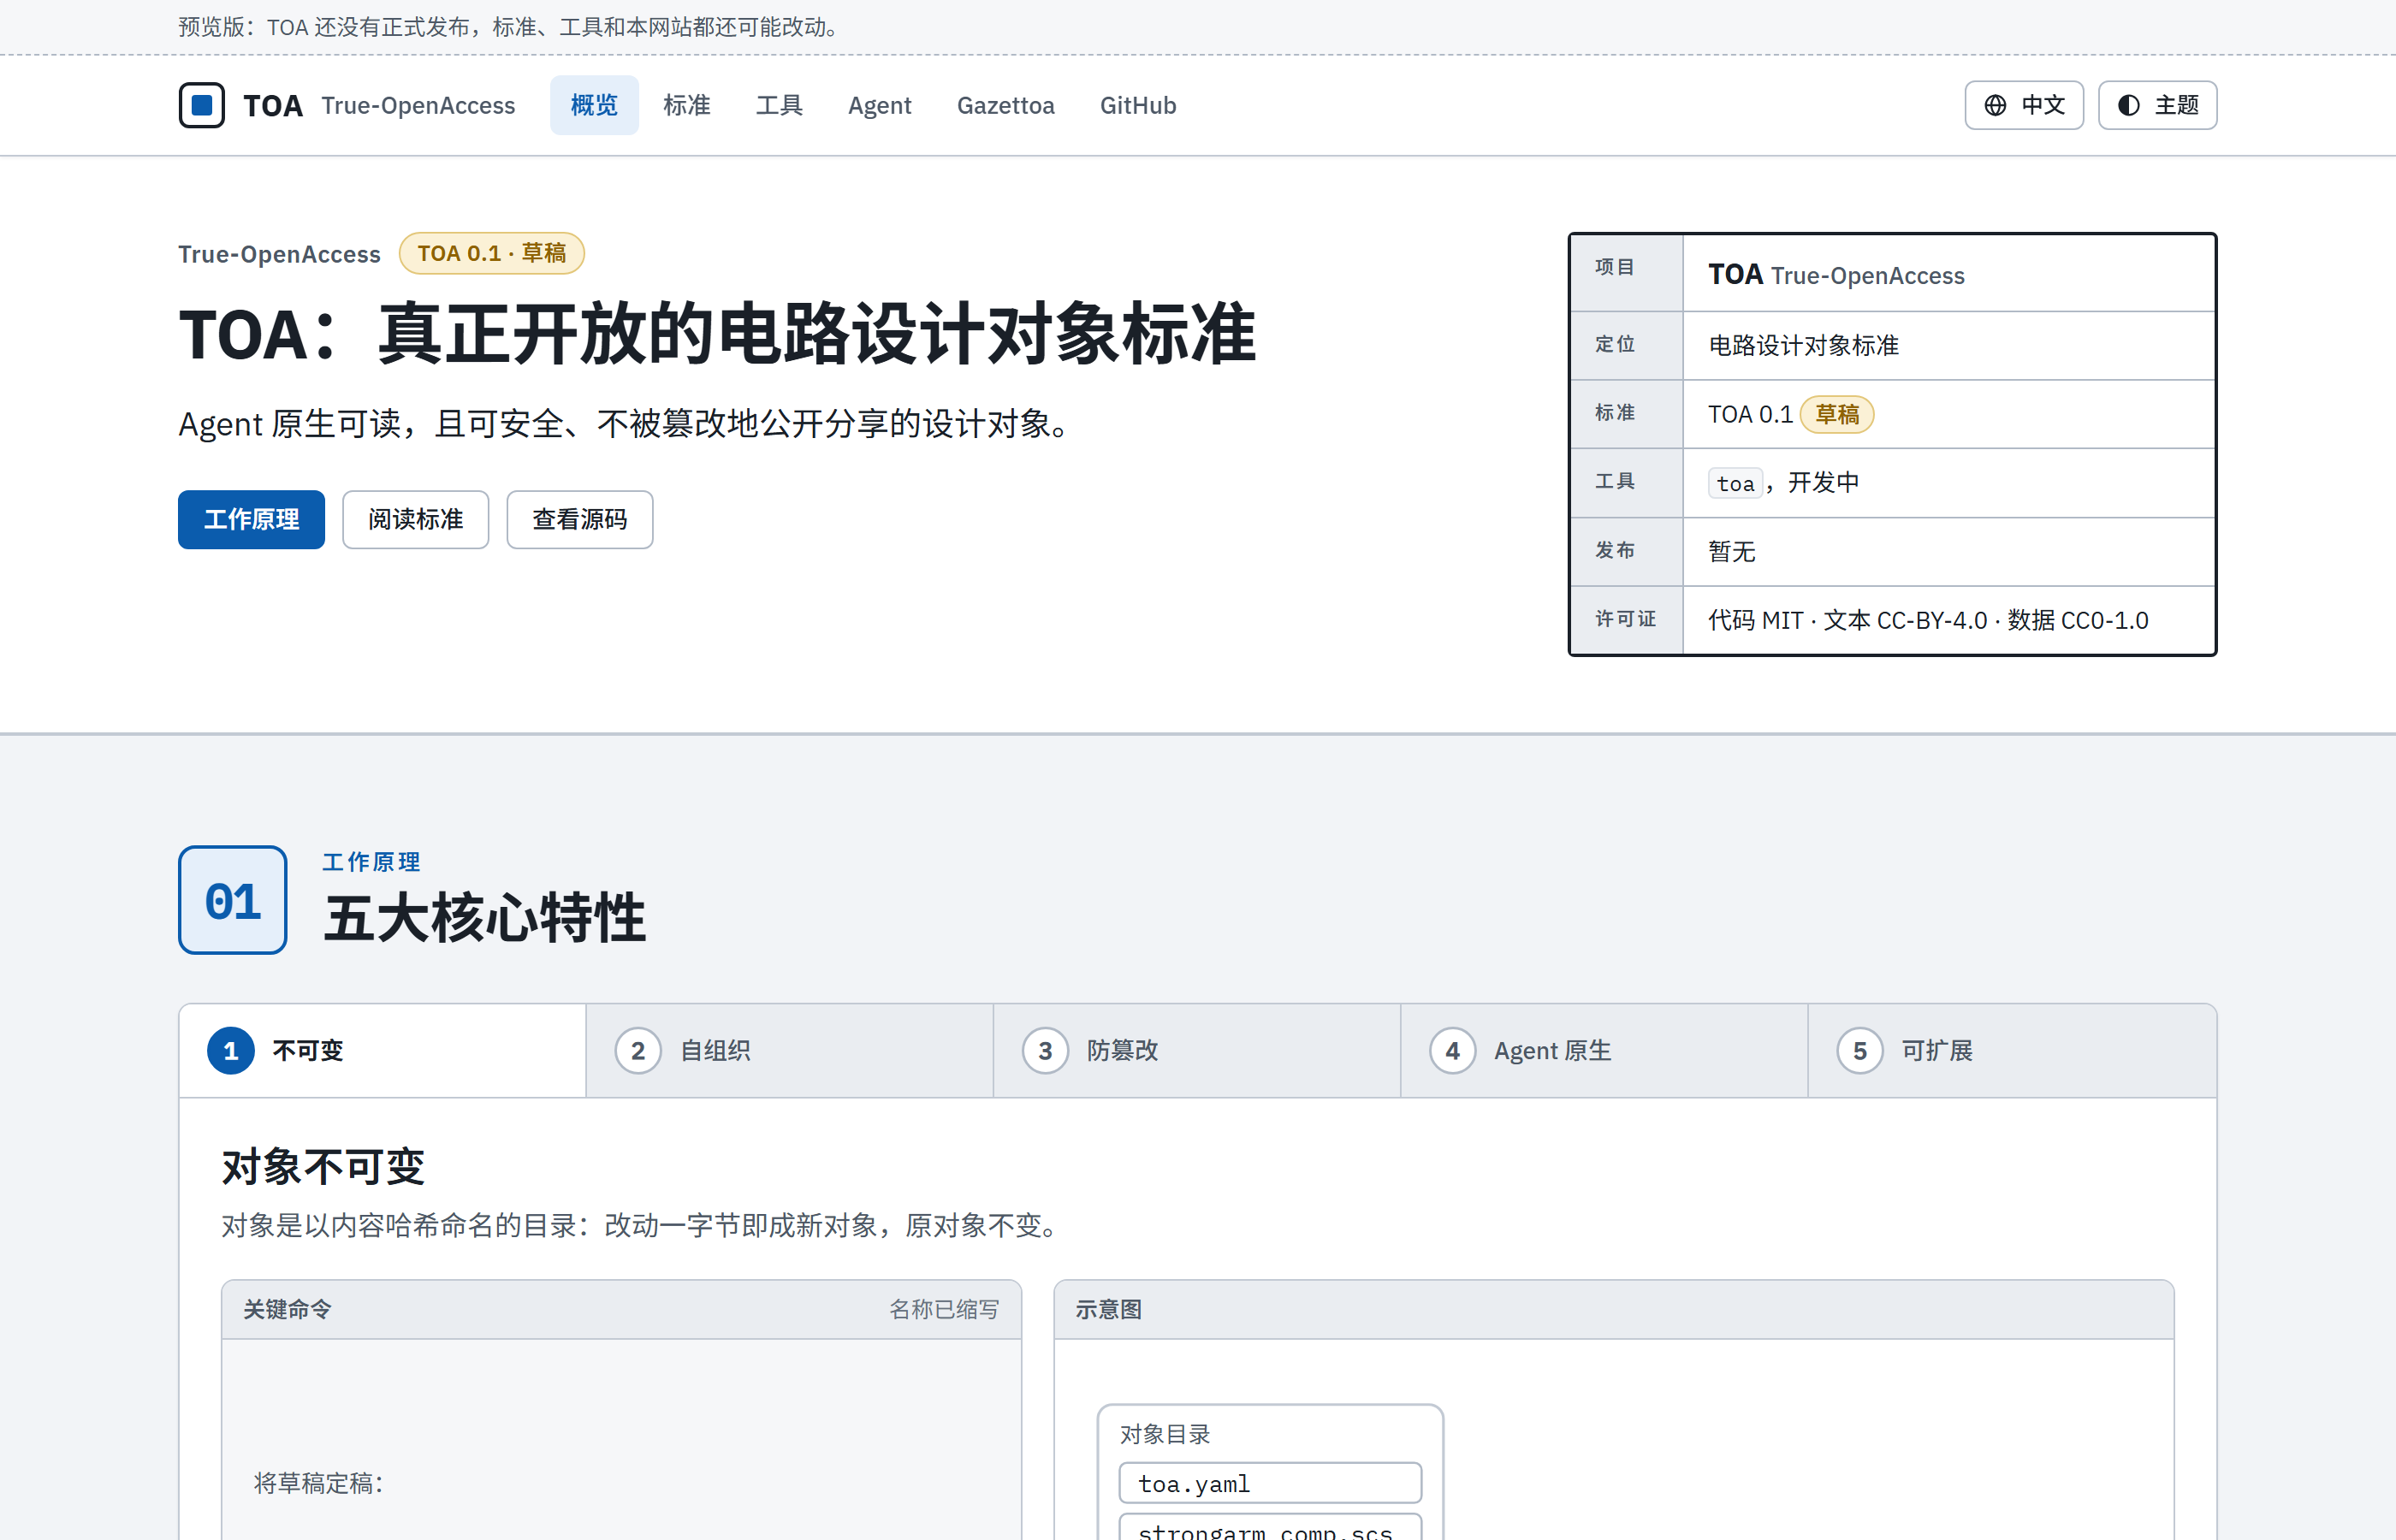 预览版：TOA 还没有正式发布，标准、工具和本网站都还可能改动。
TOA True-OpenAccess 概览 标准 工具 Agent Gazettoa GitHub 中文 主题
True-OpenAccess TOA 0.1 · 草稿
TOA：真正开放的电路设计对象标准
Agent 原生可读，且可安全、不被篡改地公开分享的设计对象。
工作原理 阅读标准 查看源码
项目 TOA True-OpenAccess
定位 电路设计对象标准
标准 TOA 0.1 草稿
工具 toa，开发中
发布 暂无
许可证 代码 MIT · 文本 CC-BY-4.0 · 数据 CC0-1.0
01
工作原理
五大核心特性
1 不可变 2 自组织 3 防篡改 4 Agent 原生 5 可扩展
对象不可变
对象是以内容哈希命名的目录：改动一字节即成新对象，原对象不变。
关键命令 名称已缩写
将草稿定稿：
示意图
对象目录
toa.yaml
strongarm_comp.scs